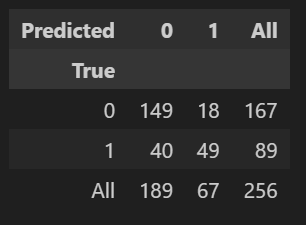 Predicted 0 1 All
True
0 149 18 167
1 40 49 89
All 189 67 256